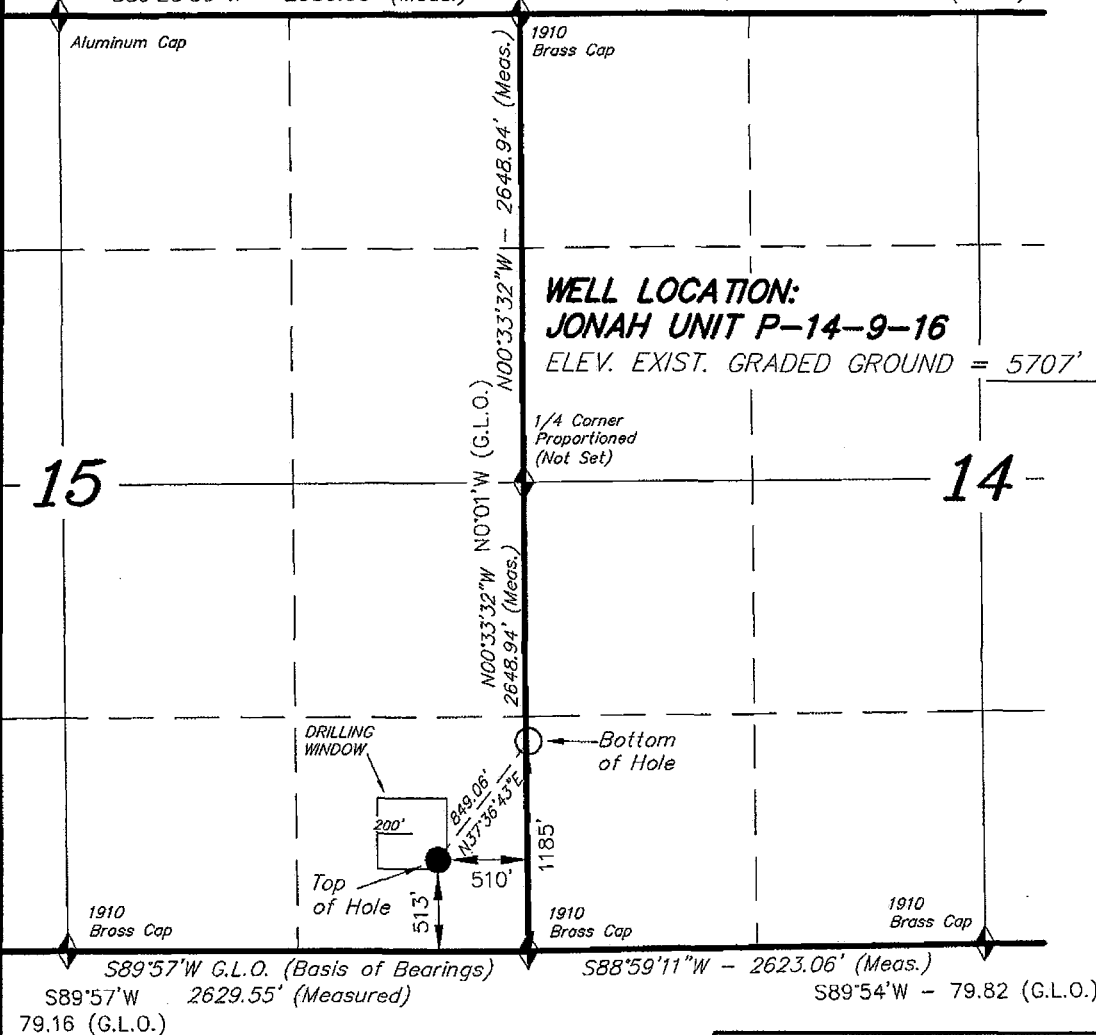 Aluminum Cap
1910
Brass Cap
N00°33'32"W - 2648.94' (Meas.)
WELL LOCATION:
JONAH UNIT P-14-9-16
ELEV. EXIST. GRADED GROUND = 5707'
1/4 Corner
Proportioned
(Not Set)
15
14
N0°01'W (G.L.O.)
N00°33'32"W
2648.94' (Meas.)
DRILLING
WINDOW
200'
849.06'
N37°36'43"E
Bottom
of Hole
1185'
510'
513'
Top
of Hole
1910
Brass Cap
1910
Brass Cap
1910
Brass Cap
S89°57'W G.L.O. (Basis of Bearings)
S89°57'W 2629.55' (Measured)
79.16 (G.L.O.)
S88°59'11"W - 2623.06' (Meas.)
S89°54'W - 79.82 (G.L.O.)